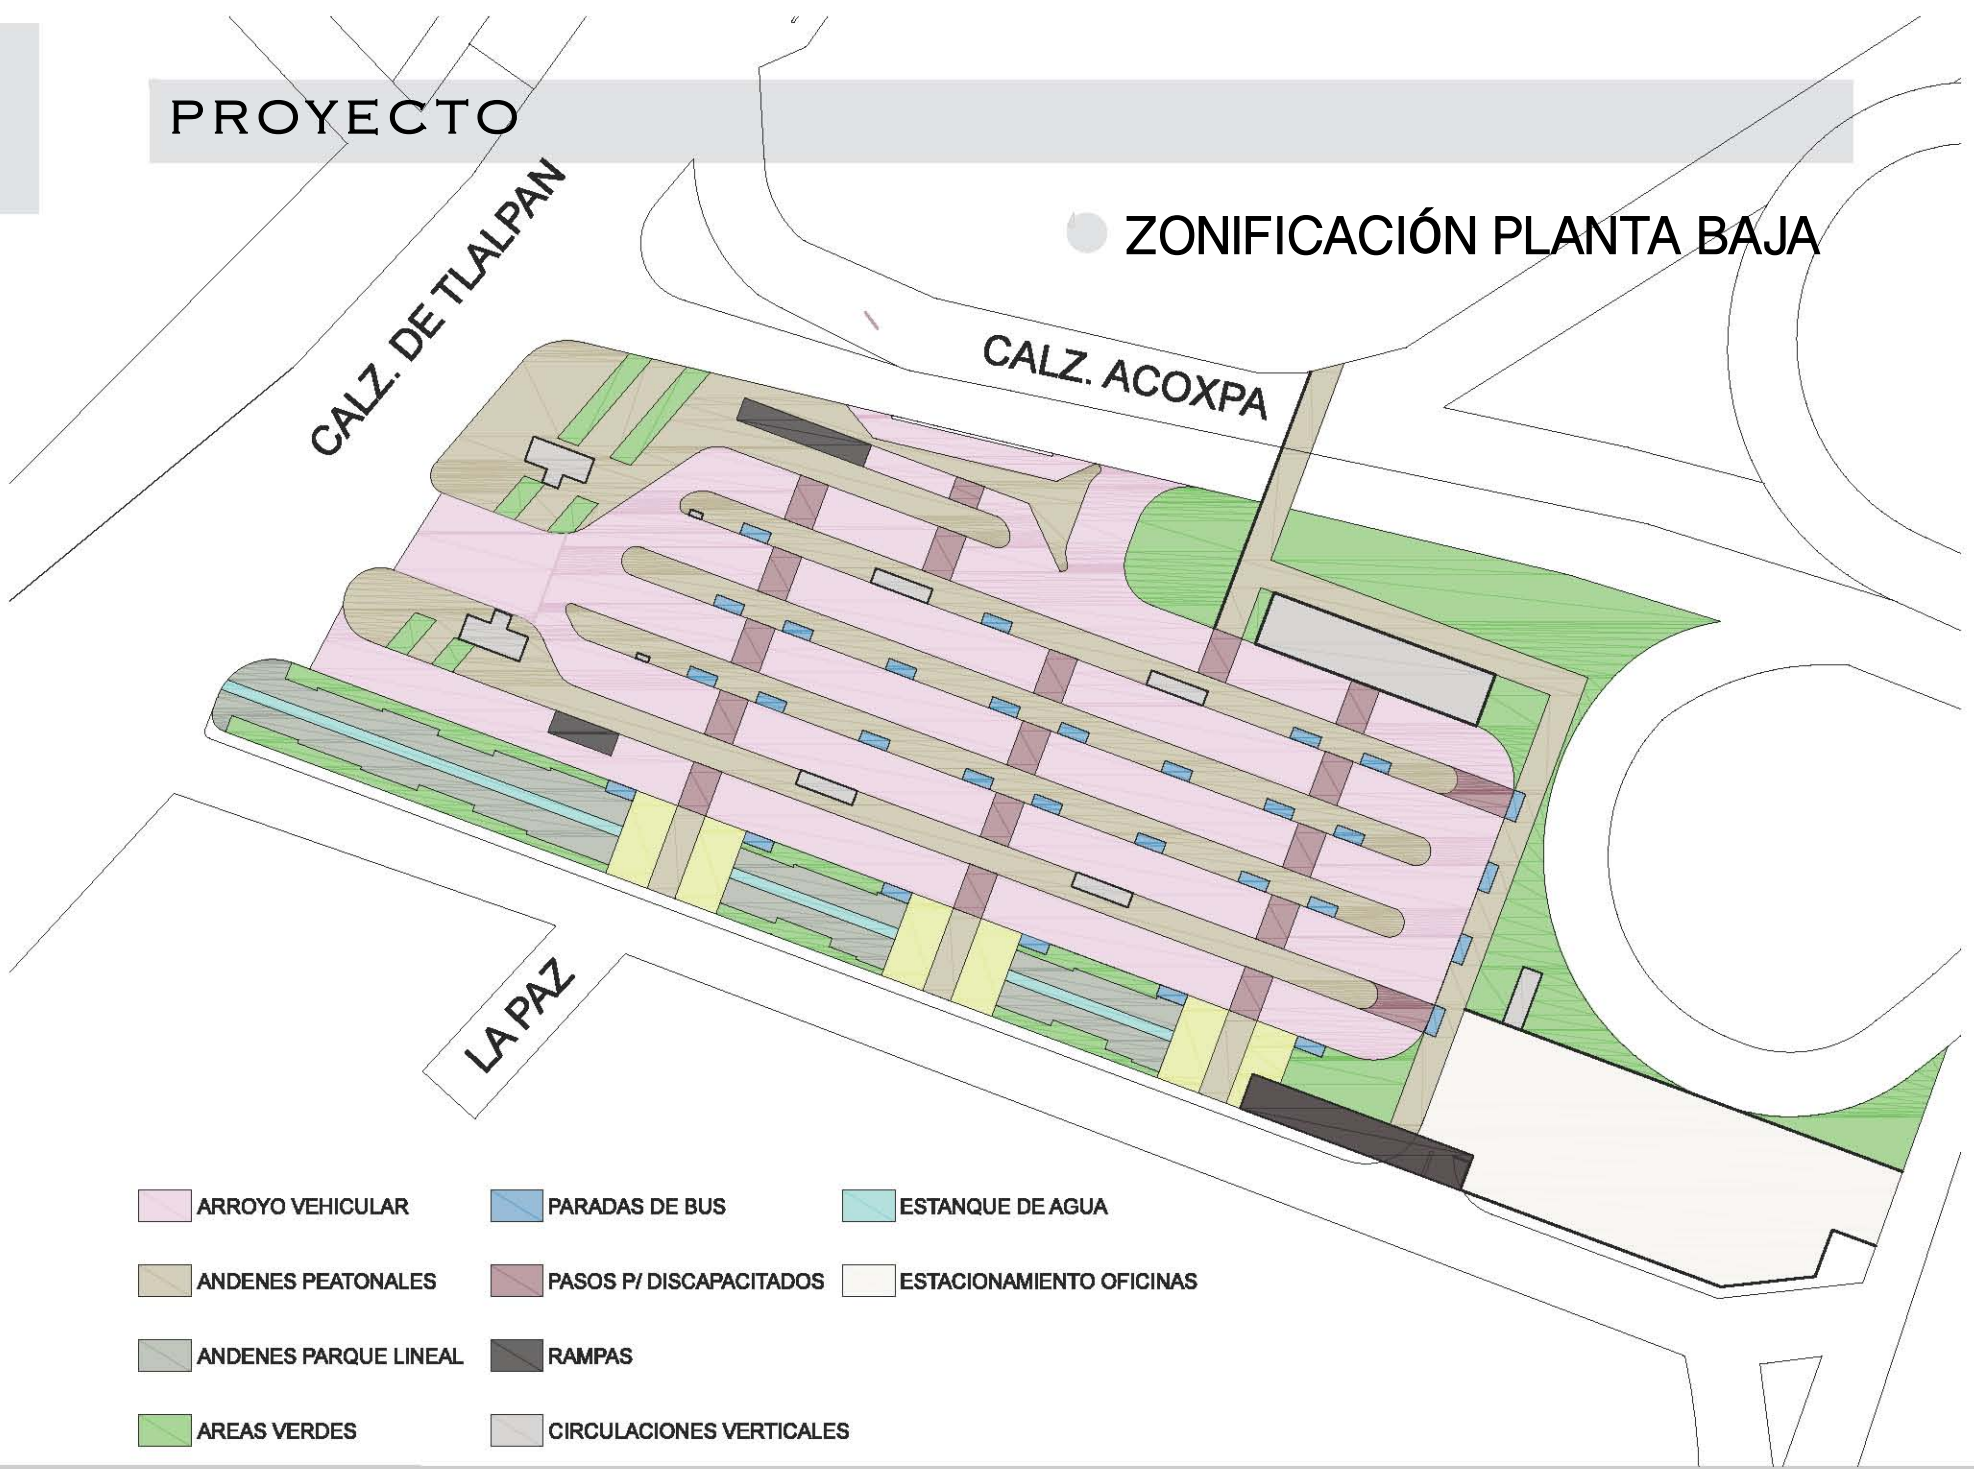 PROYECTO
ZONIFICACIÓN PLANTA BAJA
CALZ. DE TLALPAN
CALZ. ACOXPA
LA PAZ
ARROYO VEHICULAR
PARADAS DE BUS
ESTANQUE DE AGUA
ANDENES PEATONALES
PASOS P/ DISCAPACITADOS
ESTACIONAMIENTO OFICINAS
ANDENES PARQUE LINEAL
RAMPAS
AREAS VERDES
CIRCULACIONES VERTICALES